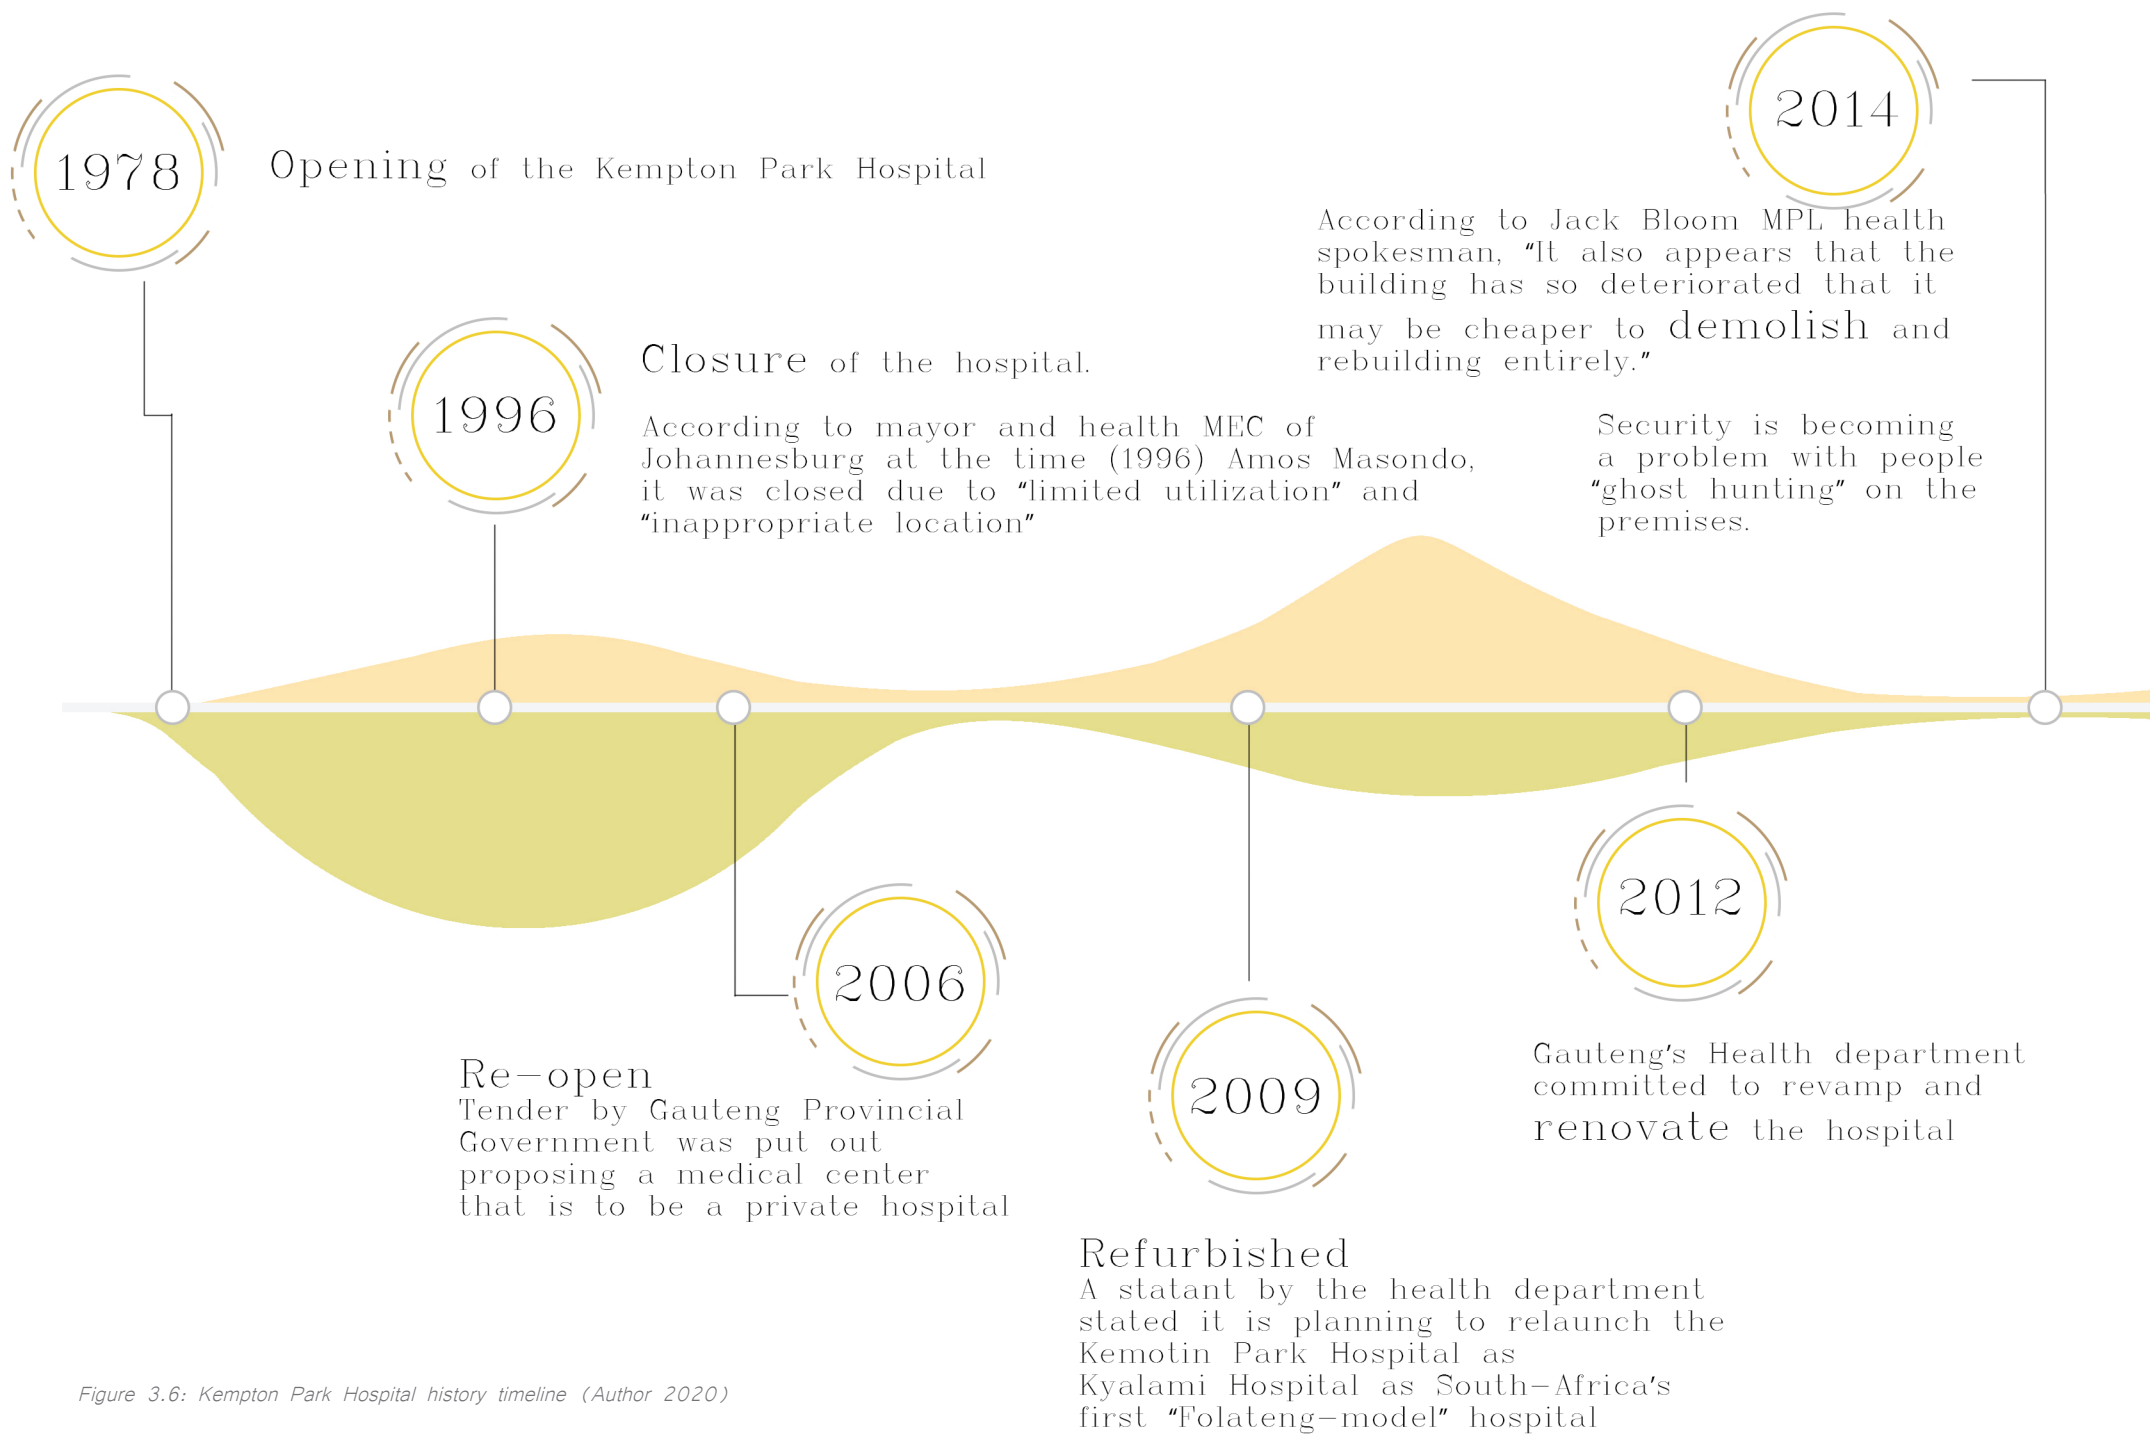 1978
Opening of the Kempton Park Hospital
1996
Closure of the hospital.
According to mayor and health MEC of
Johannesburg at the time (1996) Amos Masondo,
it was closed due to “limited utilization” and
“inappropriate location”
2014
According to Jack Bloom MPL health
spokesman, “It also appears that the
building has so deteriorated that it
may be cheaper to demolish and
rebuilding entirely.”
Security is becoming
a problem with people
“ghost hunting” on the
premises.
2006
Re-open
Tender by Gauteng Provincial
Government was put out
proposing a medical center
that is to be a private hospital
2009
Refurbished
A statant by the health department
stated it is planning to relaunch the
Kemotin Park Hospital as
Kyalami Hospital as South-Africa's
first “Folateng-model” hospital
2012
Gauteng's Health department
committed to revamp and
renovate the hospital
Figure 3.6: Kempton Park Hospital history timeline (Author 2020)